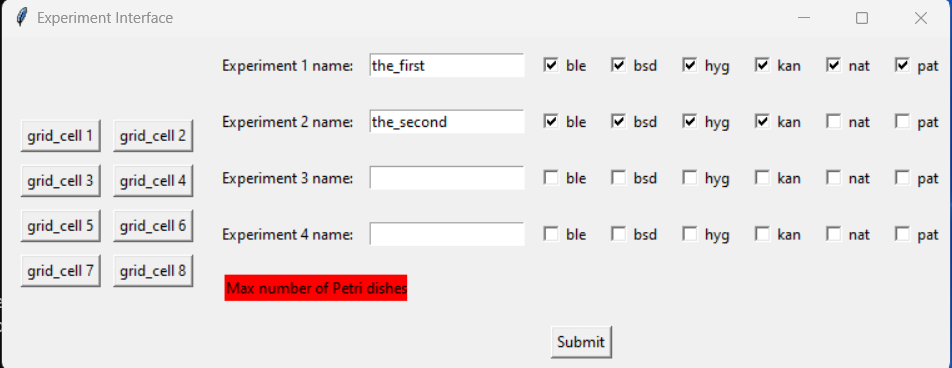 Experiment Interface
Experiment 1 name: the_first ble bsd hyg kan nat pat
Experiment 2 name: the_second ble bsd hyg kan nat pat
grid_cell 1 grid_cell 2
Experiment 3 name: ble bsd hyg kan nat pat
grid_cell 3 grid_cell 4
grid_cell 5 grid_cell 6
Experiment 4 name: ble bsd hyg kan nat pat
grid_cell 7 grid_cell 8
Max number of Petri dishes
Submit